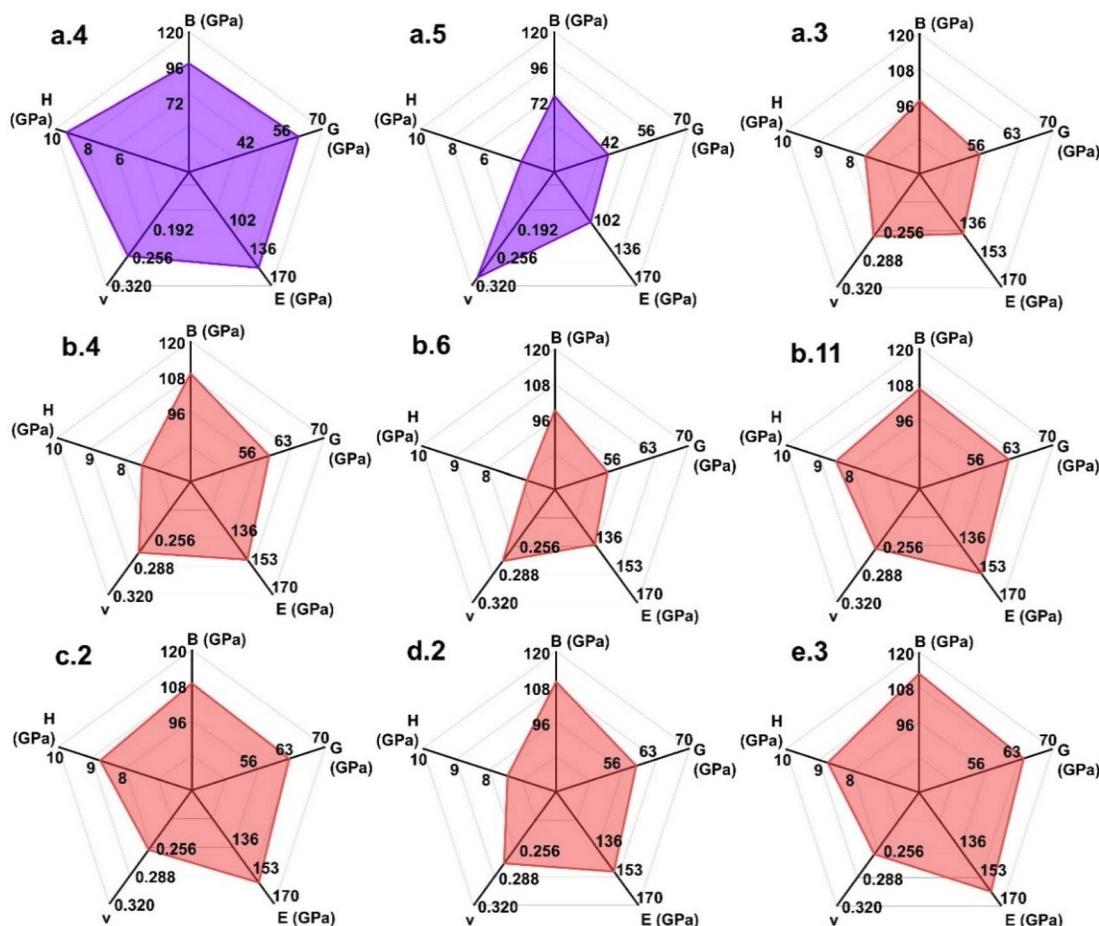 a.4
B (GPa)
120
96
72
H
(GPa)
10
8
6
42
56
70
G
(GPa)
0.192
0.256
0.320
ν
102
136
170
E (GPa)
a.5
B (GPa)
120
96
72
H
(GPa)
10
8
6
42
56
70
G
(GPa)
0.192
0.256
0.320
ν
102
136
170
E (GPa)
a.3
B (GPa)
120
108
96
H
(GPa)
10
9
8
56
63
70
G
(GPa)
0.256
0.288
0.320
ν
136
153
170
E (GPa)
b.4
B (GPa)
120
108
96
H
(GPa)
10
9
8
56
63
70
G
(GPa)
0.256
0.288
0.320
ν
136
153
170
E (GPa)
b.6
B (GPa)
120
108
96
H
(GPa)
10
9
8
56
63
70
G
(GPa)
0.256
0.288
0.320
ν
136
153
170
E (GPa)
b.11
B (GPa)
120
108
96
H
(GPa)
10
9
8
56
63
70
G
(GPa)
0.256
0.288
0.320
ν
136
153
170
E (GPa)
c.2
B (GPa)
120
108
96
H
(GPa)
10
9
8
56
63
70
G
(GPa)
0.256
0.288
0.320
ν
136
153
170
E (GPa)
d.2
B (GPa)
120
108
96
H
(GPa)
10
9
8
56
63
70
G
(GPa)
0.256
0.288
0.320
ν
136
153
170
E (GPa)
e.3
B (GPa)
120
108
96
H
(GPa)
10
9
8
56
63
70
G
(GPa)
0.256
0.288
0.320
ν
136
153
170
E (GPa)